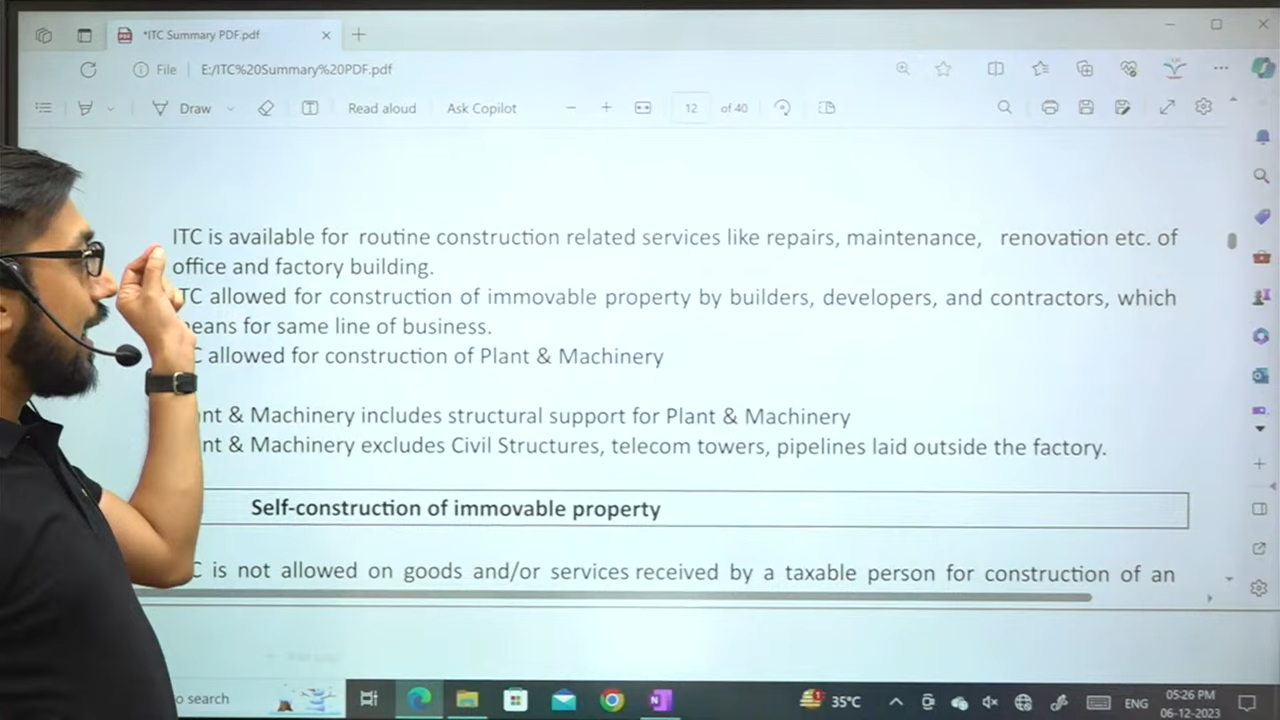 *ITC Summary PDF.pdf
File E:/ITC%20Summary%20PDF.pdf
Draw Read aloud Ask Copilot 12 of 40
ITC is available for routine construction related services like repairs, maintenance, renovation etc. of
office and factory building.
TC allowed for construction of immovable property by builders, developers, and contractors, which
eans for same line of business.
C allowed for construction of Plant & Machinery
nt & Machinery includes structural support for Plant & Machinery
nt & Machinery excludes Civil Structures, telecom towers, pipelines laid outside the factory.
Self-construction of immovable property
C is not allowed on goods and/or services received by a taxable person for construction of an
o search 35°C ENG 05:26 PM
06-12-2023